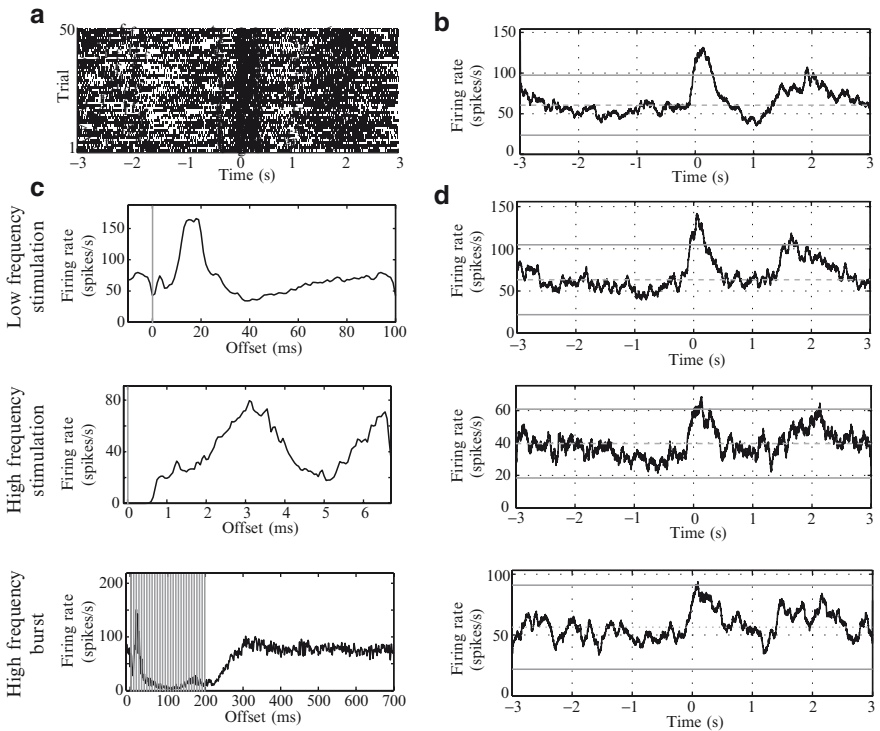 a
50
Trial
1
−3 −2 −1 0 1 2 3
Time (s)
b
150
100
50
0
Firing rate
(spikes/s)
−3 −2 -1 0 1 2 3
Time (s)
c
Low frequency
stimulation
Firing rate
(spikes/s)
150
100
50
0
0 20 40 60 80 100
Offset (ms)
d
Firing rate
(spikes/s)
150
100
50
0
−3 −2 −1 0 1 2 3
Time (s)
High frequency
stimulation
Firing rate
(spikes/s)
80
40
0
0 1 2 3 4 5 6
Offset (ms)
Firing rate
(spikes/s)
60
40
20
0
−3 −2 −1 0 1 2 3
Time (s)
High frequency
burst
Firing rate
(spikes/s)
200
100
0
0 100 200 300 400 500 600 700
Offset (ms)
Firing rate
(spikes/s)
100
50
0
−3 −2 −1 0 1 2 3
Time (s)